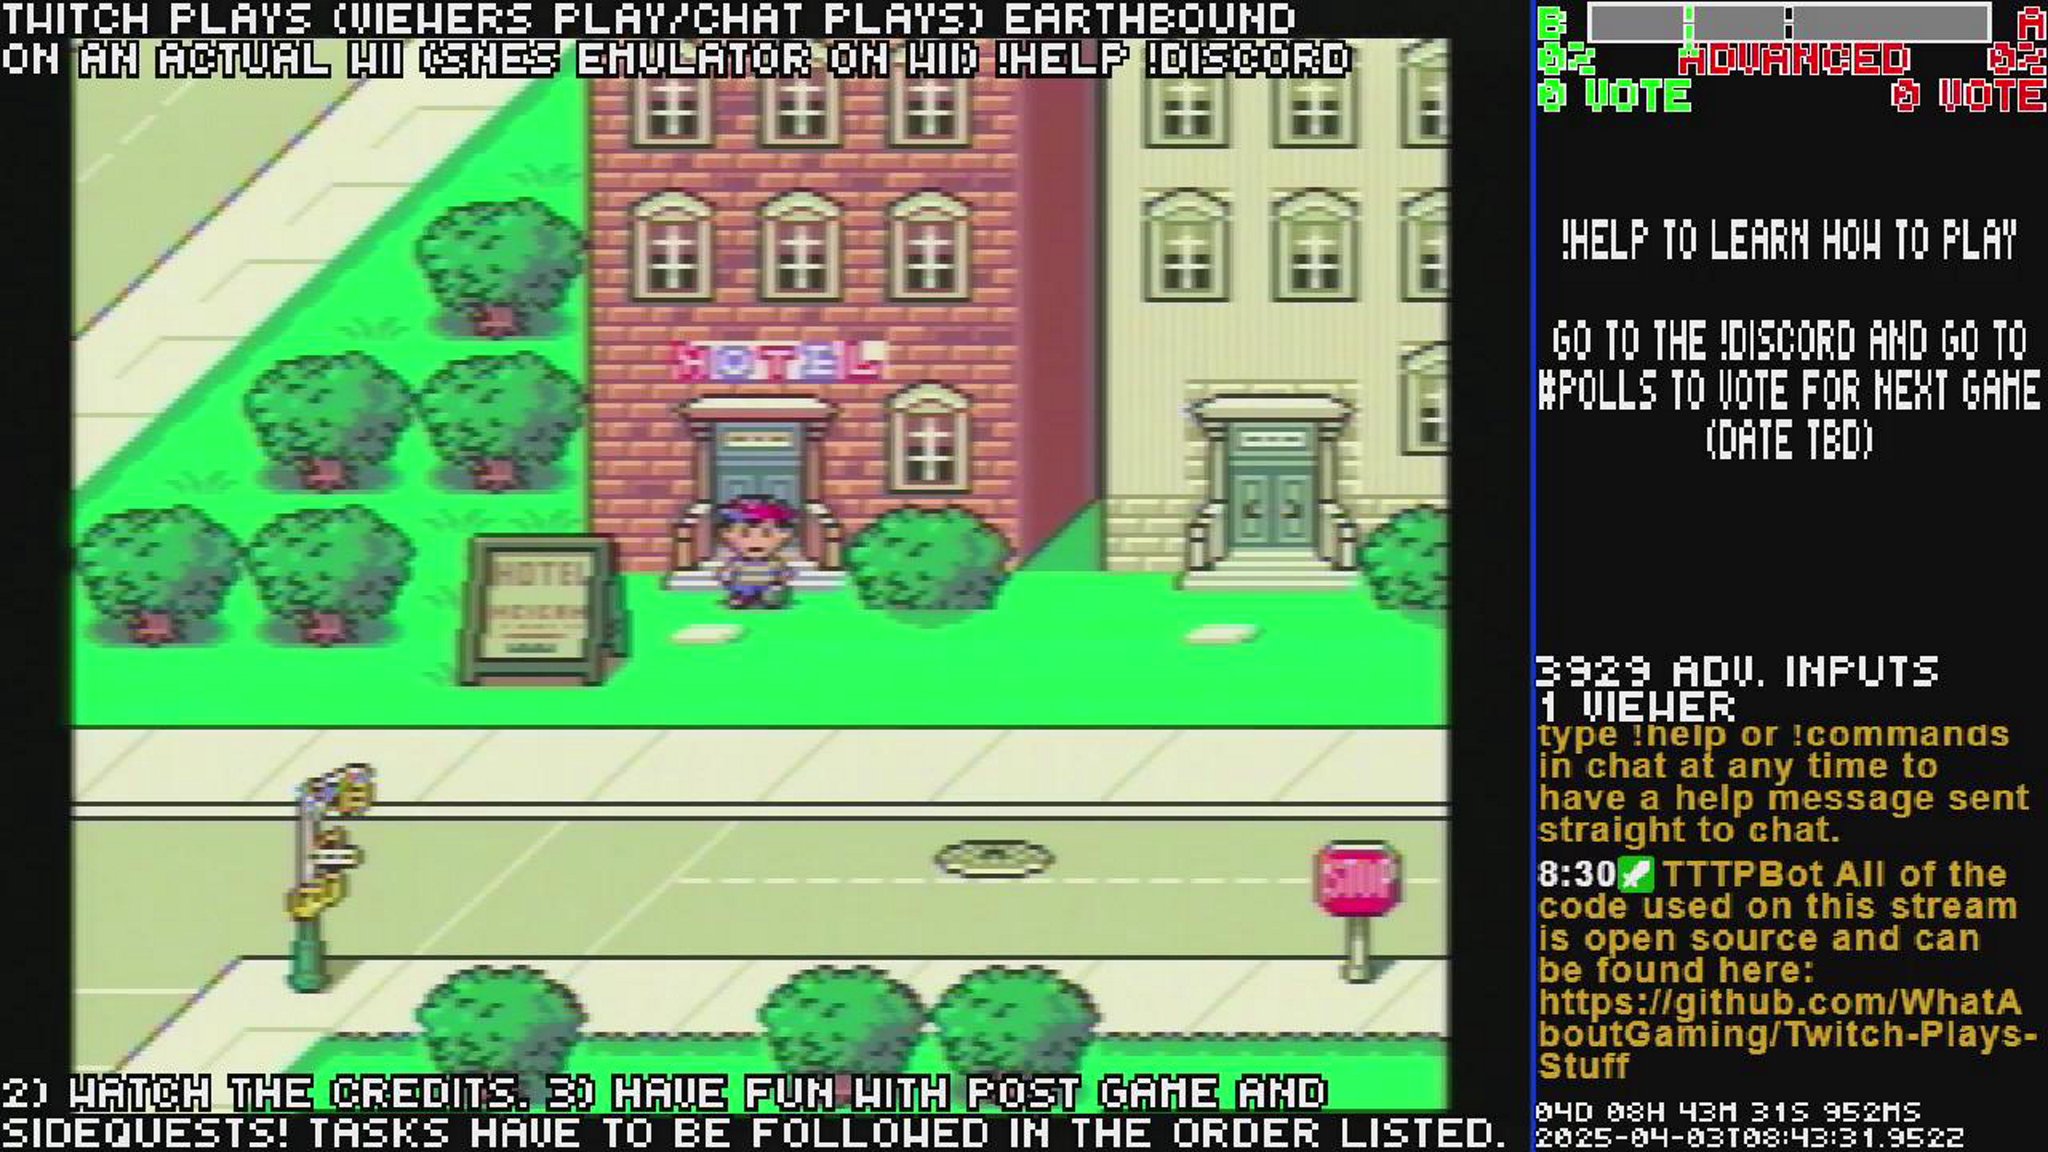 TWITCH PLAYS (VIEWERS PLAY/CHAT PLAYS) EARTHBOUND
ON AN ACTUAL WII (SNES EMULATOR ON WII) !HELP !DISCORD
B A
0% ADVANCED 0%
0 VOTE 0 VOTE
!HELP TO LEARN HOW TO PLAY
GO TO THE !DISCORD AND GO TO
#POLLS TO VOTE FOR NEXT GAME
(DATE TBD)
HOTEL
HOTEL
STOP
3929 ADV. INPUTS
1 VIEWER
type !help or !commands
in chat at any time to
have a help message sent
straight to chat.
8:30 TTTPBot All of the
code used on this stream
is open source and can
be found here:
https://github.com/WhatA
boutGaming/Twitch-Plays-
Stuff
04D 08H 43M 31S 952MS
2025-04-03T08:43:31.952Z
2) WATCH THE CREDITS. 3) HAVE FUN WITH POST GAME AND
SIDEQUESTS! TASKS HAVE TO BE FOLLOWED IN THE ORDER LISTED.